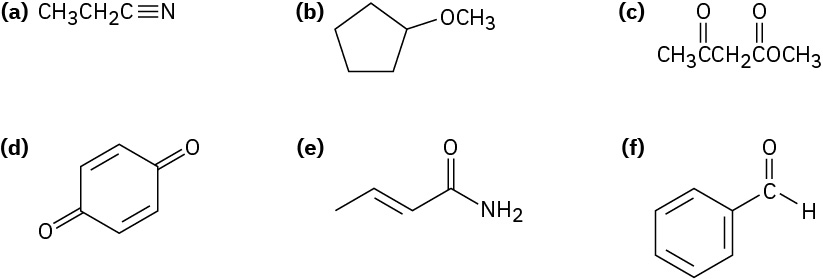 (a) CH3CH2C≡N
(b) OCH3
(c) O O
CH3CCH2COCH3
(d) O
O
(e) O
NH2
(f) O
C
H